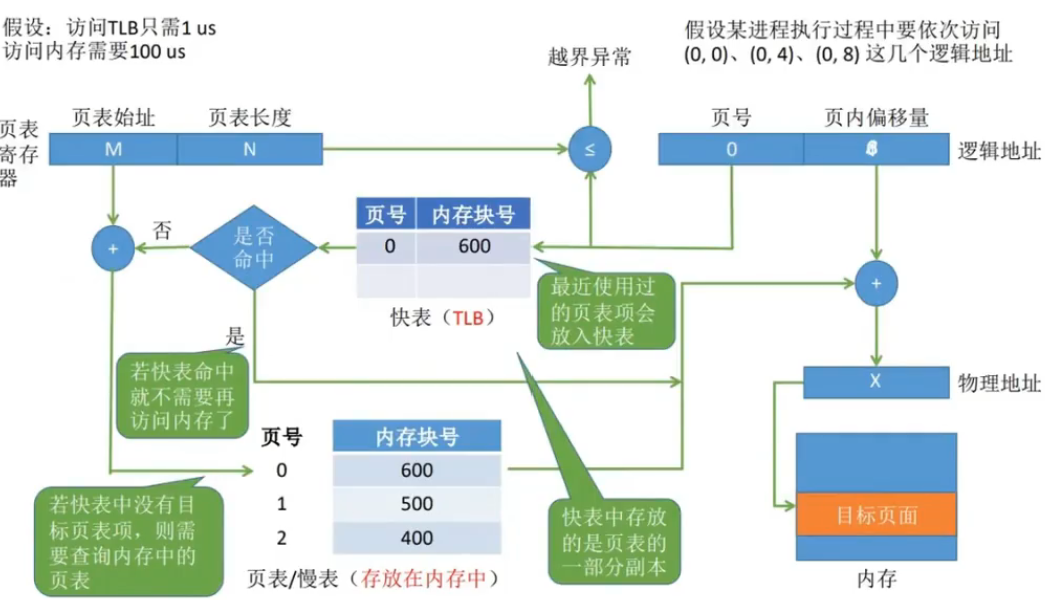 假设：访问TLB只需1 us
访问内存需要100 us
假设某进程执行过程中要依次访问
(0, 0)、(0, 4)、(0, 8) 这几个逻辑地址
越界异常
页表始址
页表长度
页号
页内偏移量
页表
寄存
器
M
N
≤
0
逻辑地址
页号
内存块号
0
600
快表（TLB）
是否
命中
否
是
+
+
最近使用过
的页表项会
放入快表
若快表命中
就不需要再
访问内存了
X
物理地址
页号
内存块号
0
600
1
500
2
400
页表/慢表（存放在内存中）
若快表中没有目
标页表项，则需
要查询内存中的
页表
快表中存放
的是页表的
一部分副本
目标页面
内存